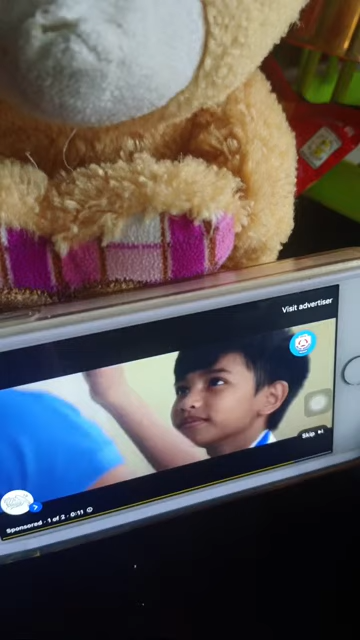 Visit advertiser
Skip
Sponsored · 1 of 2 · 0:11